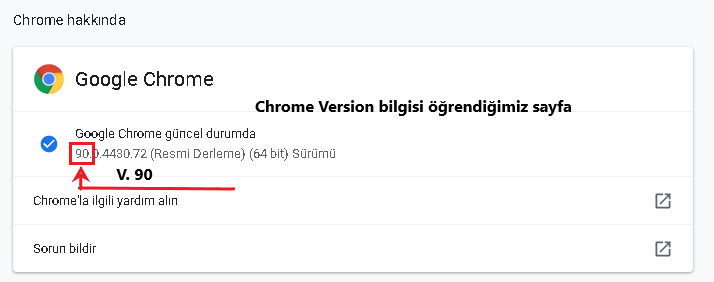 Chrome hakkında
Google Chrome
Chrome Version bilgisi öğrendiğimiz sayfa
Google Chrome güncel durumda
90.0.4430.72 (Resmi Derleme) (64 bit) Sürümü
V. 90
Chrome'la ilgili yardım alın
Sorun bildir